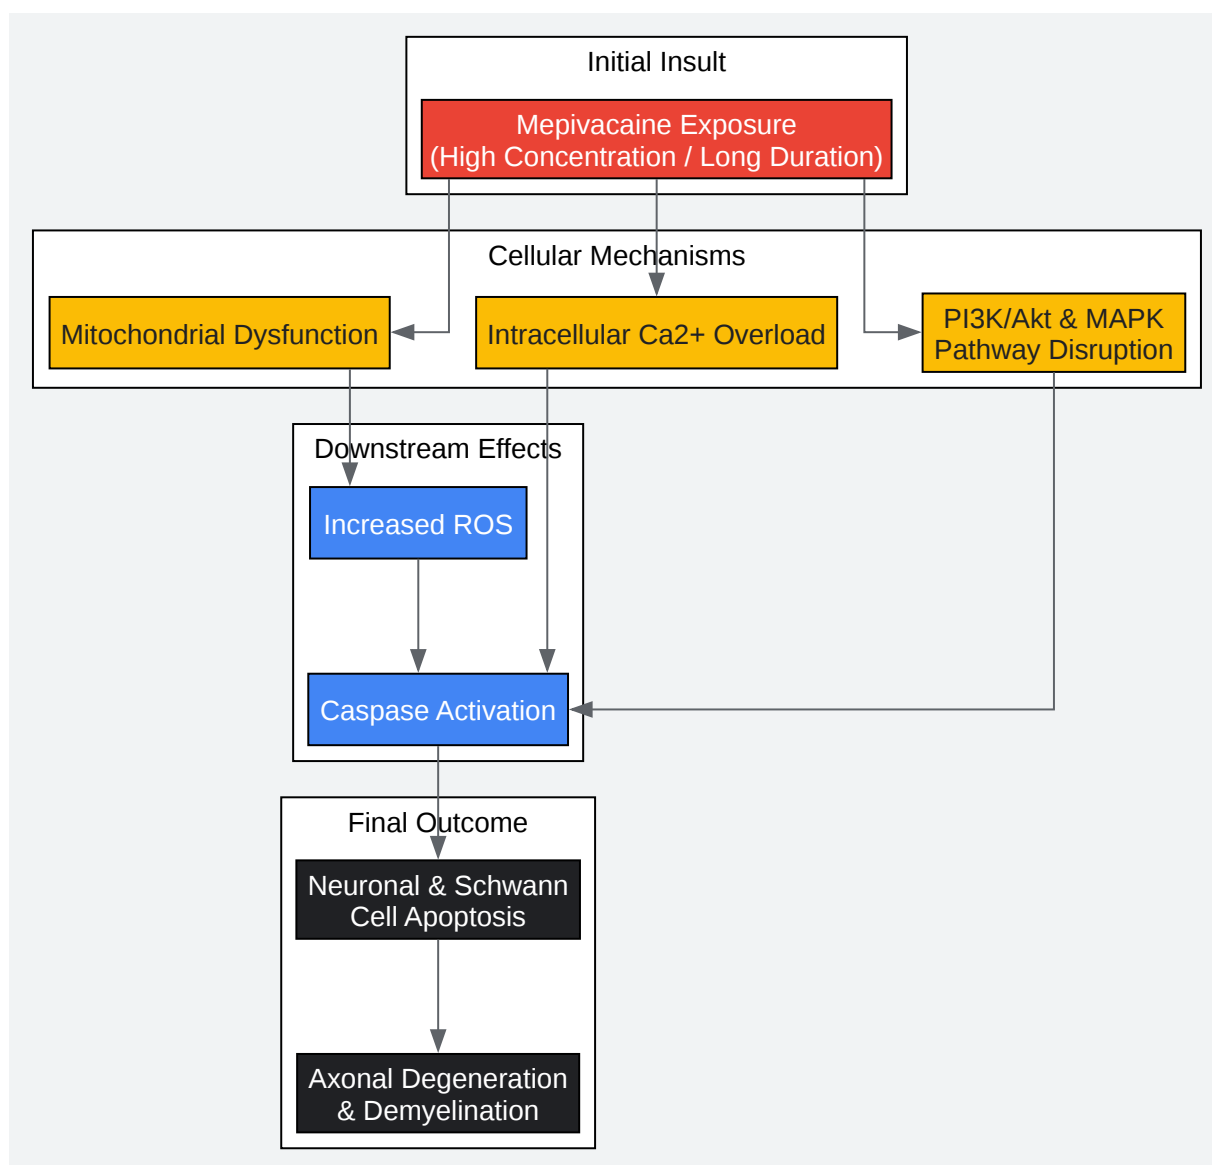 Initial Insult
Mepivacaine Exposure
(High Concentration / Long Duration)
Cellular Mechanisms
Mitochondrial Dysfunction
Intracellular Ca2+ Overload
PI3K/Akt & MAPK
Pathway Disruption
Downstream Effects
Increased ROS
Caspase Activation
Final Outcome
Neuronal & Schwann
Cell Apoptosis
Axonal Degeneration
& Demyelination